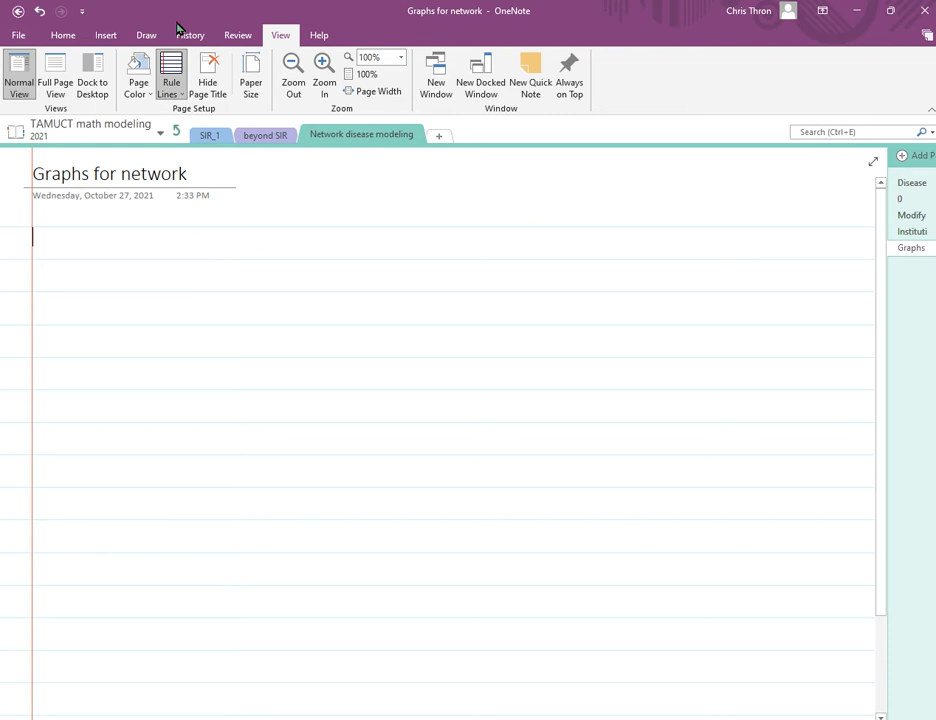 Graphs for network - OneNote
Chris Thron
File Home Insert Draw History Review View Help
Normal View
Full Page View
Dock to Desktop
Views
Page Color
Rule Lines
Hide Page Title
Paper Size
Page Setup
Zoom Out
Zoom In
100%
100%
Page Width
Zoom
New Window
New Docked Window
New Quick Note
Always on Top
Window
TAMUCT math modeling
2021
SIR_1
beyond SIR
Network disease modeling
Search (Ctrl+E)
Add P
Graphs for network
Wednesday, October 27, 2021 2:33 PM
Disease
0
Modify
Instituti
Graphs